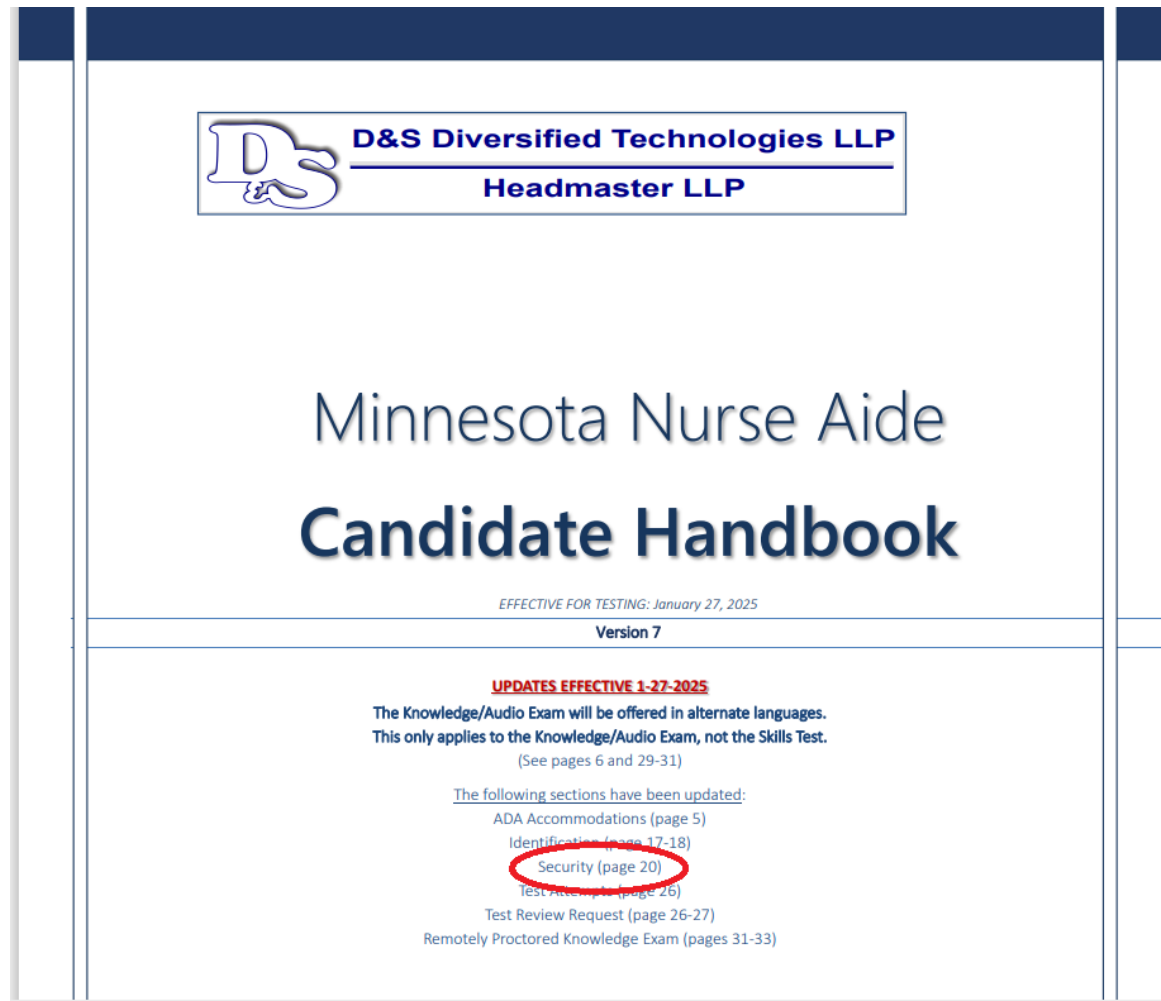 D&S
D&S Diversified Technologies LLP
Headmaster LLP
Minnesota Nurse Aide
Candidate Handbook
EFFECTIVE FOR TESTING: January 27, 2025
Version 7
UPDATES EFFECTIVE 1-27-2025
The Knowledge/Audio Exam will be offered in alternate languages.
This only applies to the Knowledge/Audio Exam, not the Skills Test.
(See pages 6 and 29-31)
The following sections have been updated:
ADA Accommodations (page 5)
Identification (page 17-18)
Security (page 20)
Test Attempts (page 26)
Test Review Request (page 26-27)
Remotely Proctored Knowledge Exam (pages 31-33)